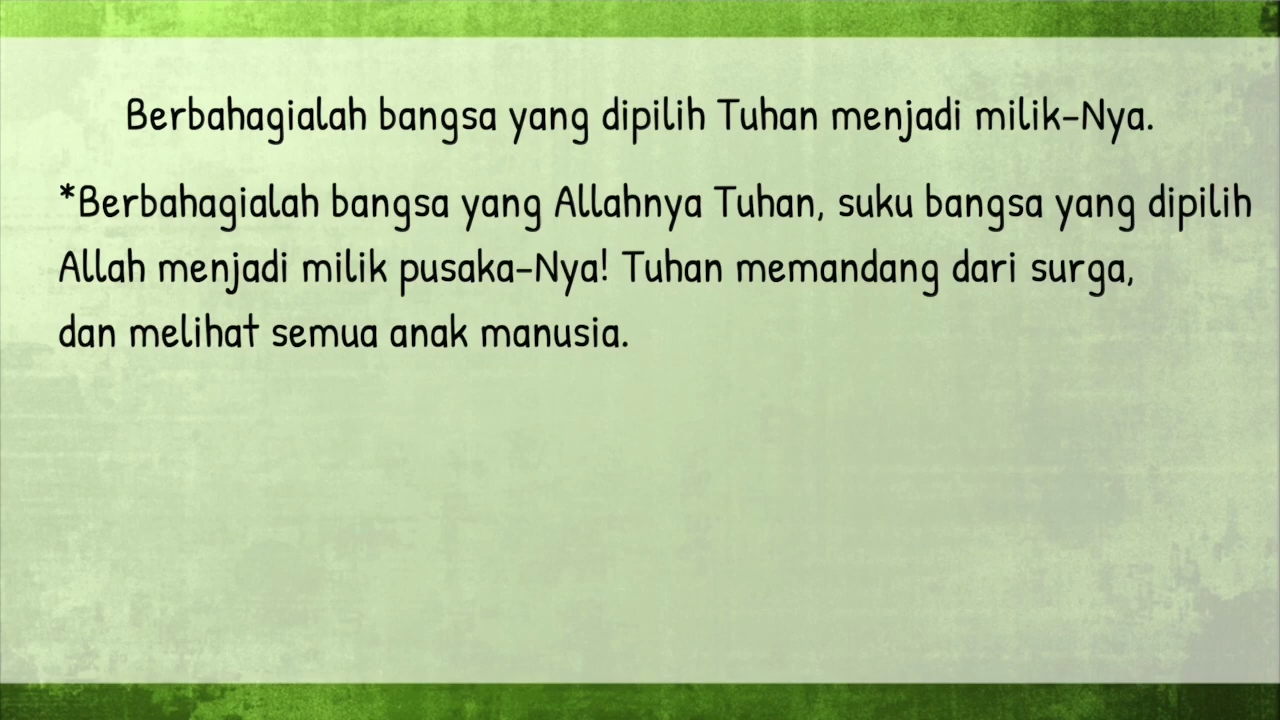 Berbahagialah bangsa yang dipilih Tuhan menjadi milik-Nya.
*Berbahagialah bangsa yang Allahnya Tuhan, suku bangsa yang dipilih
Allah menjadi milik pusaka-Nya! Tuhan memandang dari surga,
dan melihat semua anak manusia.